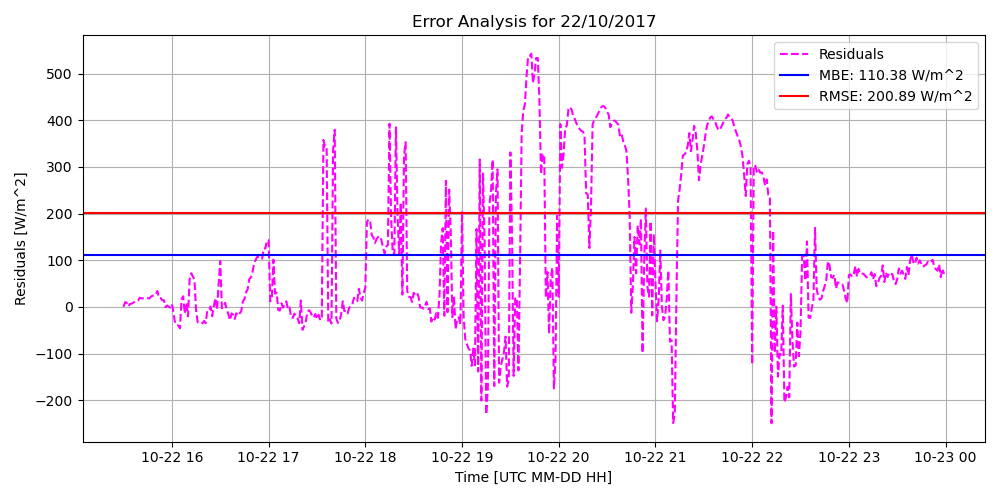 Error Analysis for 22/10/2017
Residuals
MBE: 110.38 W/m^2
RMSE: 200.89 W/m^2
Residuals [W/m^2]
500
400
300
200
100
0
−100
−200
10-22 16
10-22 17
10-22 18
10-22 19
10-22 20
10-22 21
10-22 22
10-22 23
10-23 00
Time [UTC MM-DD HH]